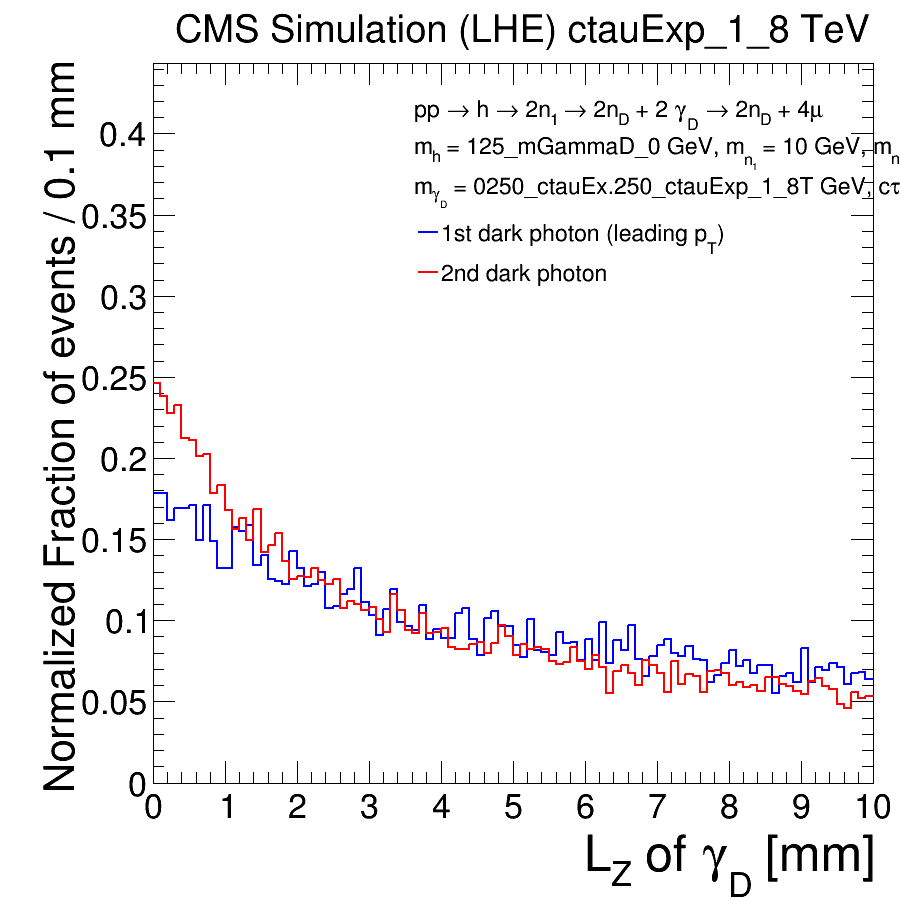 CMS Simulation (LHE) ctauExp_1_8 TeV
Normalized Fraction of events / 0.1 mm
pp → h → 2n1 → 2nD + 2 γD → 2nD + 4μ
mh = 125_mGammaD_0 GeV, mn1 = 10 GeV, mn
mγD = 0250_ctauEx.250_ctauExp_1_8T GeV, cτ
1st dark photon (leading pT)
2nd dark photon
0.4
0.35
0.3
0.25
0.2
0.15
0.1
0.05
0
0 1 2 3 4 5 6 7 8 9 10
LZ of γD [mm]